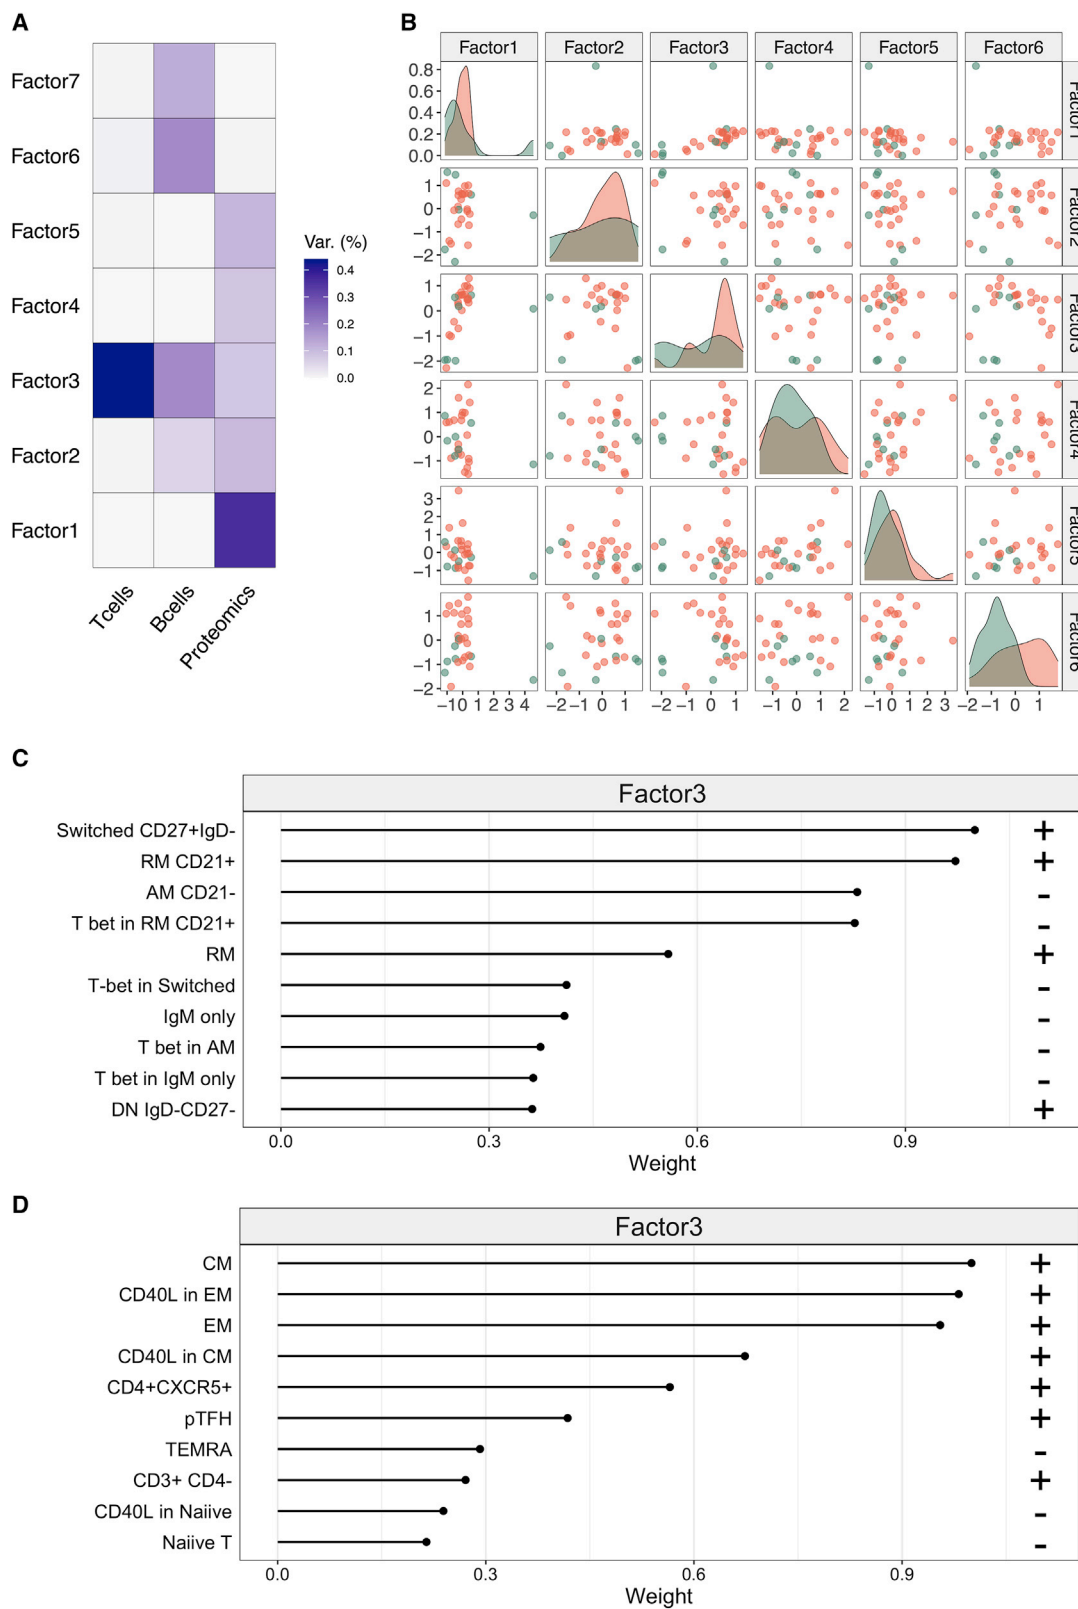 A
Factor7
Factor6
Factor5
Factor4
Factor3
Factor2
Factor1
Tcells
Bcells
Proteomics
Var. (%)
0.4
0.3
0.2
0.1
0.0
B
Factor1 Factor2 Factor3 Factor4 Factor5 Factor6
0.8
0.6
0.4
0.2
0.0
Factor1
1
0
−1
−2
Factor2
1
0
−1
−2
Factor3
2
1
0
−1
Factor4
3
2
1
0
−1
Factor5
1
0
−1
−2
Factor6
−1 0 1 2 3 4
−2 −1 0 1
−2 −1 0 1
−1 0 1 2
−1 0 1 2 3
−2 −1 0 1
C
Factor3
Switched CD27+IgD- +
RM CD21+ +
AM CD21- -
T bet in RM CD21+ -
RM +
T-bet in Switched -
IgM only -
T bet in AM -
T bet in IgM only -
DN IgD-CD27- +
0.0 0.3 0.6 0.9
Weight
D
Factor3
CM +
CD40L in EM +
EM +
CD40L in CM +
CD4+CXCR5+ +
pTFH +
TEMRA -
CD3+ CD4- +
CD40L in Naiive -
Naiive T -
0.0 0.3 0.6 0.9
Weight